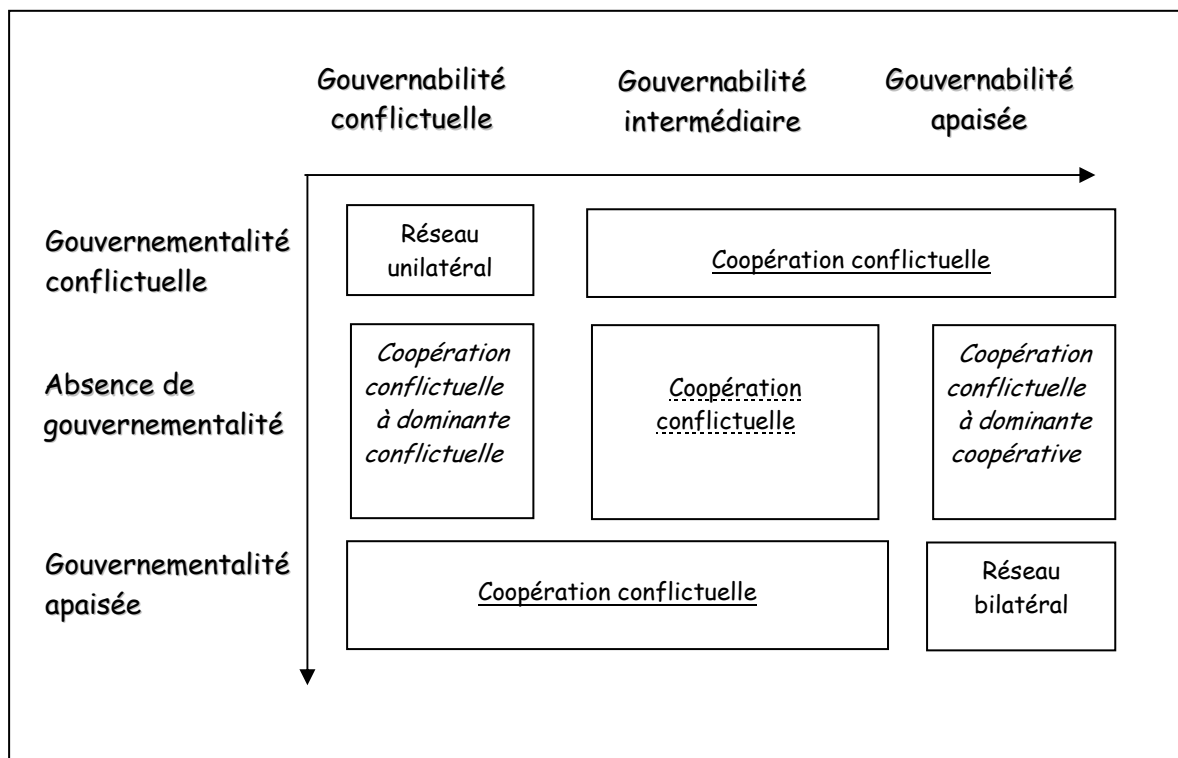 Gouvernabilité
conflictuelle
Gouvernabilité
intermédiaire
Gouvernabilité
apaisée
Gouvernementalité
conflictuelle
Réseau
unilatéral
Coopération conflictuelle
Absence de
gouvernementalité
Coopération
conflictuelle
à dominante
conflictuelle
Coopération
conflictuelle
Coopération
conflictuelle
à dominante
coopérative
Gouvernementalité
apaisée
Coopération conflictuelle
Réseau
bilatéral